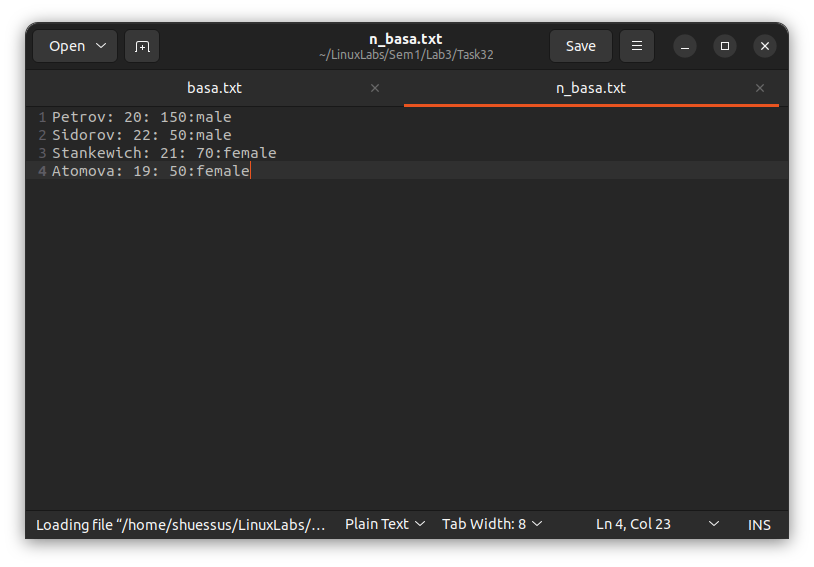 Open
n_basa.txt
~/LinuxLabs/Sem1/Lab3/Task32
Save
basa.txt
n_basa.txt
1 Petrov: 20: 150:male
2 Sidorov: 22: 50:male
3 Stankewich: 21: 70:female
4 Atomova: 19: 50:female
Loading file “/home/shuessus/LinuxLabs/… Plain Text Tab Width: 8 Ln 4, Col 23 INS